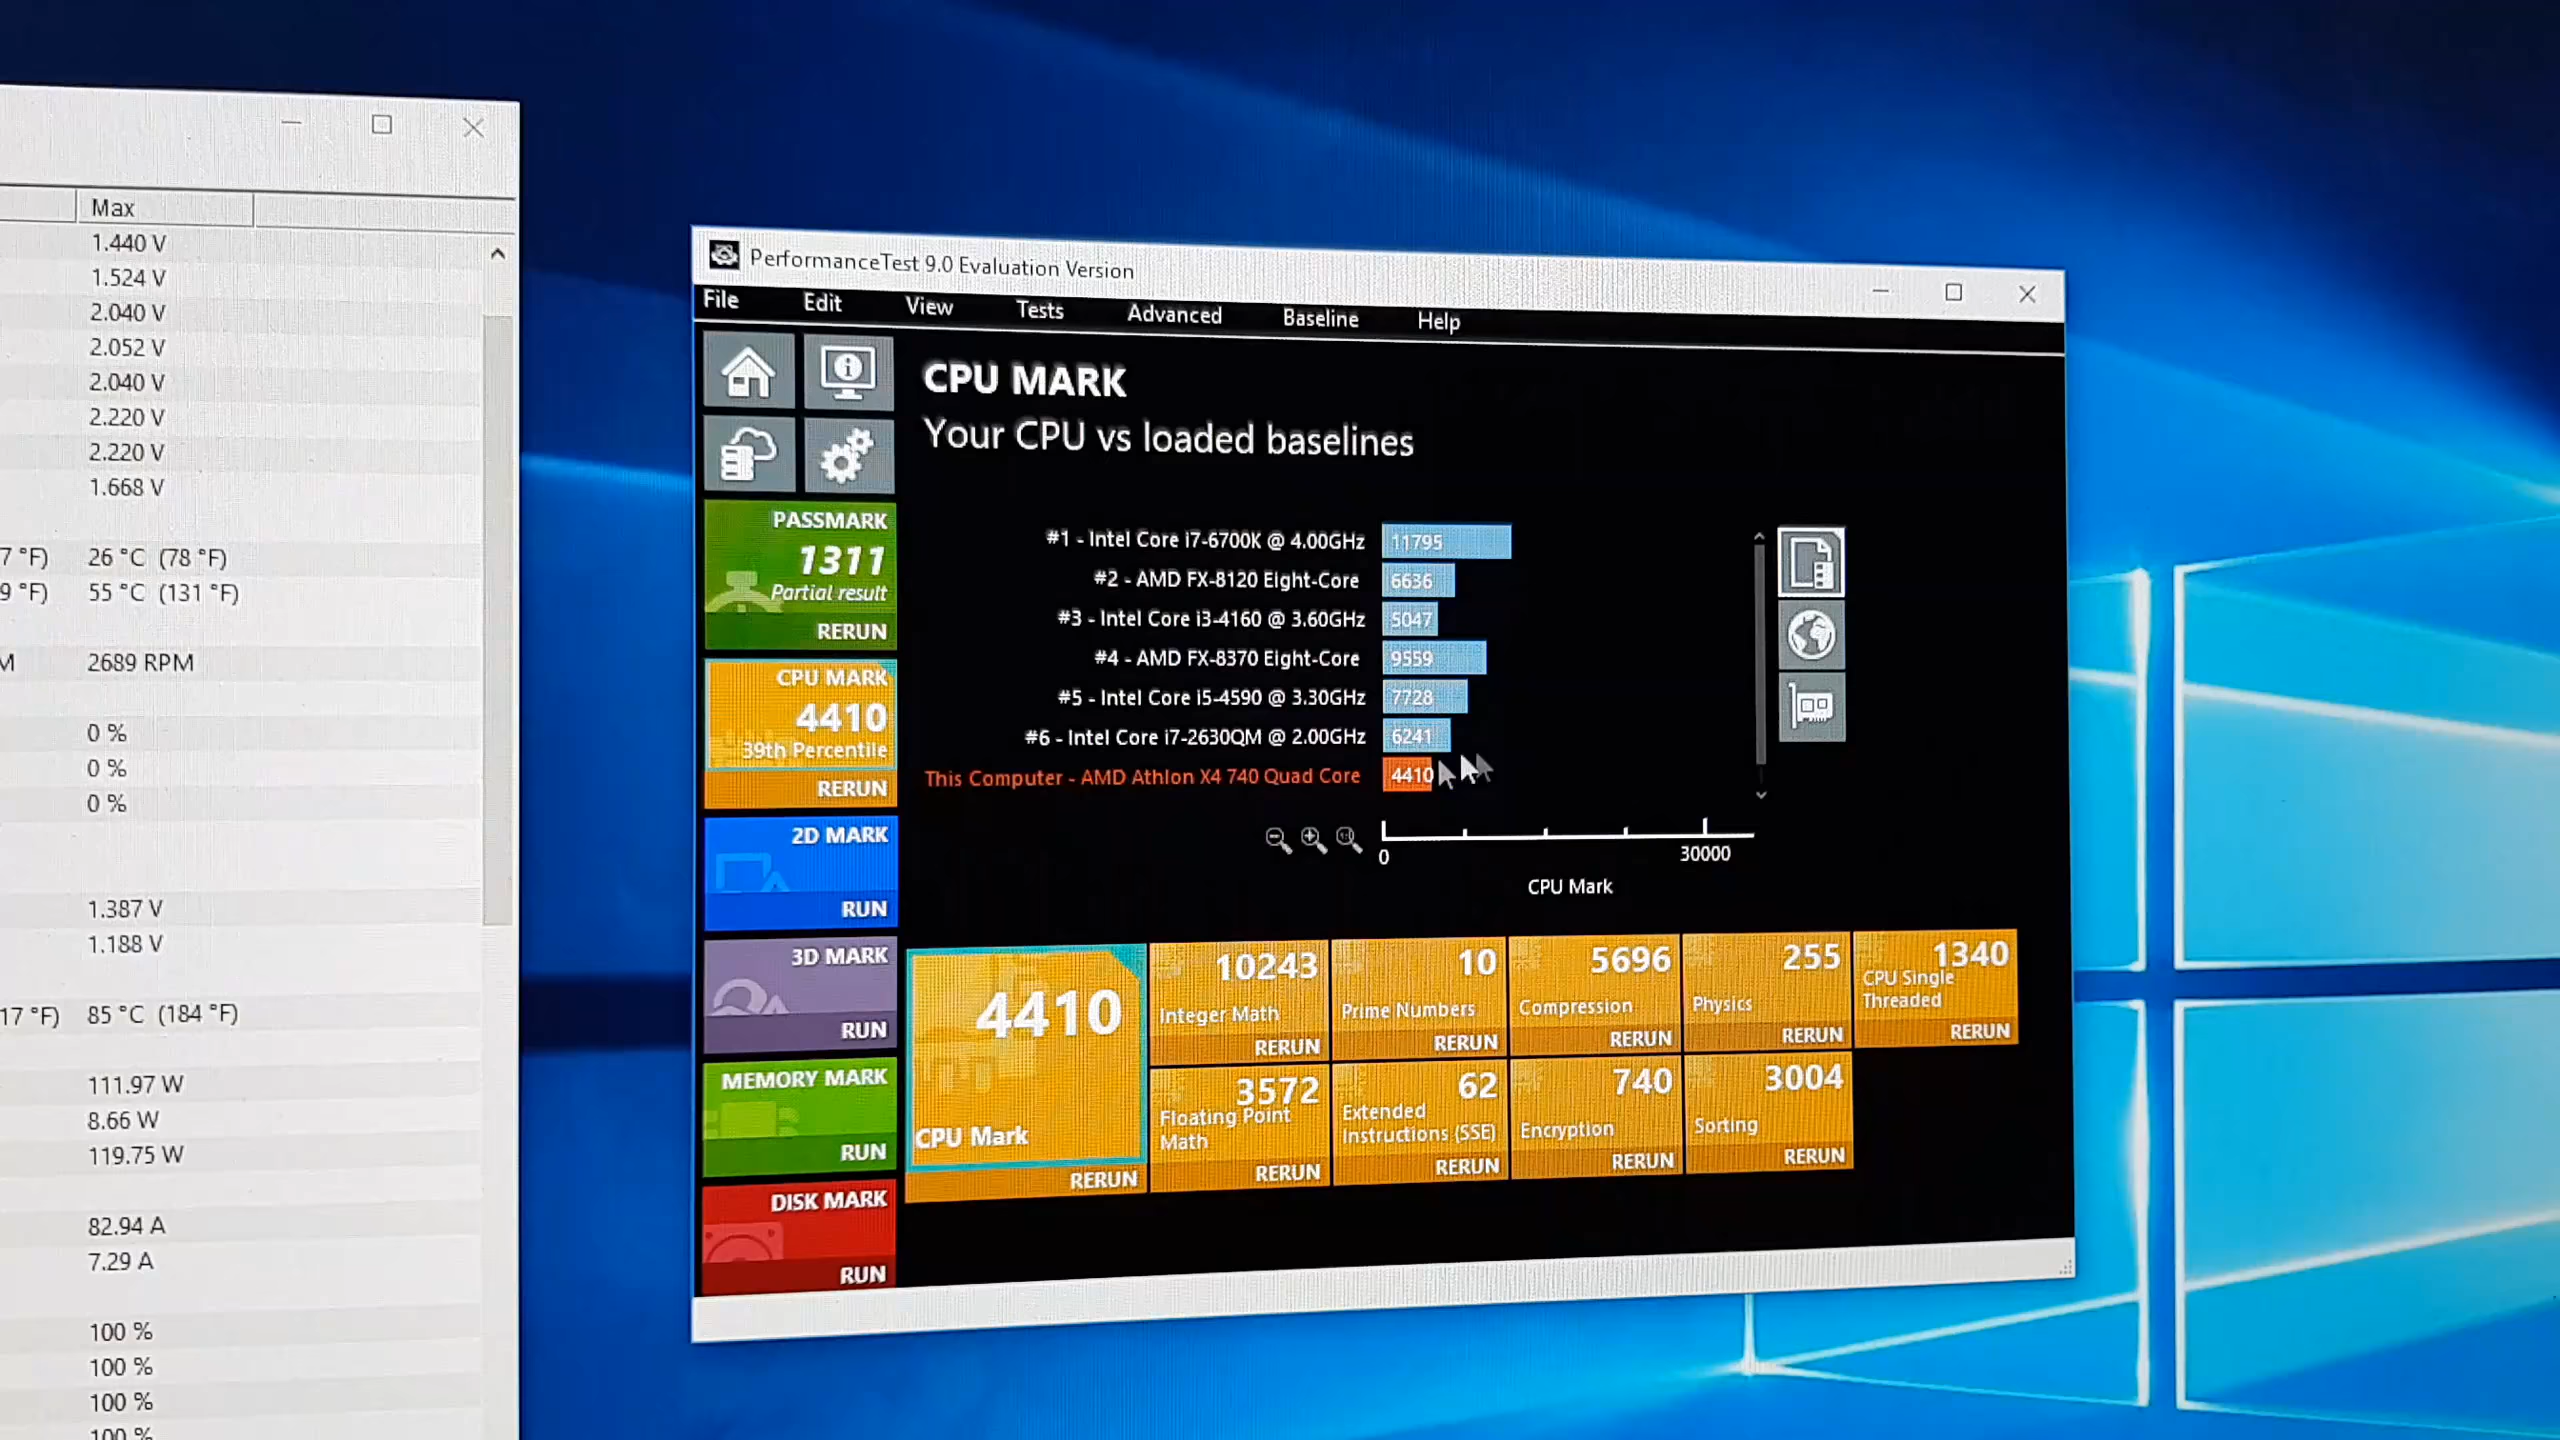 Max
1.440 V
1.524 V
2.040 V
2.052 V
2.040 V
2.220 V
2.220 V
1.668 V
7 °F) 26 °C (78 °F)
9 °F) 55 °C (131 °F)
M 2689 RPM
0 %
0 %
0 %
1.387 V
1.188 V
17 °F) 85 °C (184 °F)
111.97 W
8.66 W
119.75 W
82.94 A
7.29 A
100 %
100 %
100 %
100 %
PerformanceTest 9.0 Evaluation Version
File Edit View Tests Advanced Baseline Help
PASSMARK
1311
Partial result
RERUN
CPU MARK
4410
39th Percentile
RERUN
2D MARK
RUN
3D MARK
RUN
MEMORY MARK
RUN
DISK MARK
RUN
CPU MARK
Your CPU vs loaded baselines
#1 - Intel Core i7-6700K @ 4.00GHz 11795
#2 - AMD FX-8120 Eight-Core 6636
#3 - Intel Core i3-4160 @ 3.60GHz 5047
#4 - AMD FX-8370 Eight-Core 9559
#5 - Intel Core i5-4590 @ 3.30GHz 7728
#6 - Intel Core i7-2630QM @ 2.00GHz 6241
This Computer - AMD Athlon X4 740 Quad Core 4410
0 30000
CPU Mark
4410
CPU Mark
RERUN
10243
Integer Math
RERUN
10
Prime Numbers
RERUN
5696
Compression
RERUN
255
Physics
RERUN
1340
CPU Single
Threaded
RERUN
3572
Floating Point
Math
RERUN
62
Extended
Instructions (SSE)
RERUN
740
Encryption
RERUN
3004
Sorting
RERUN